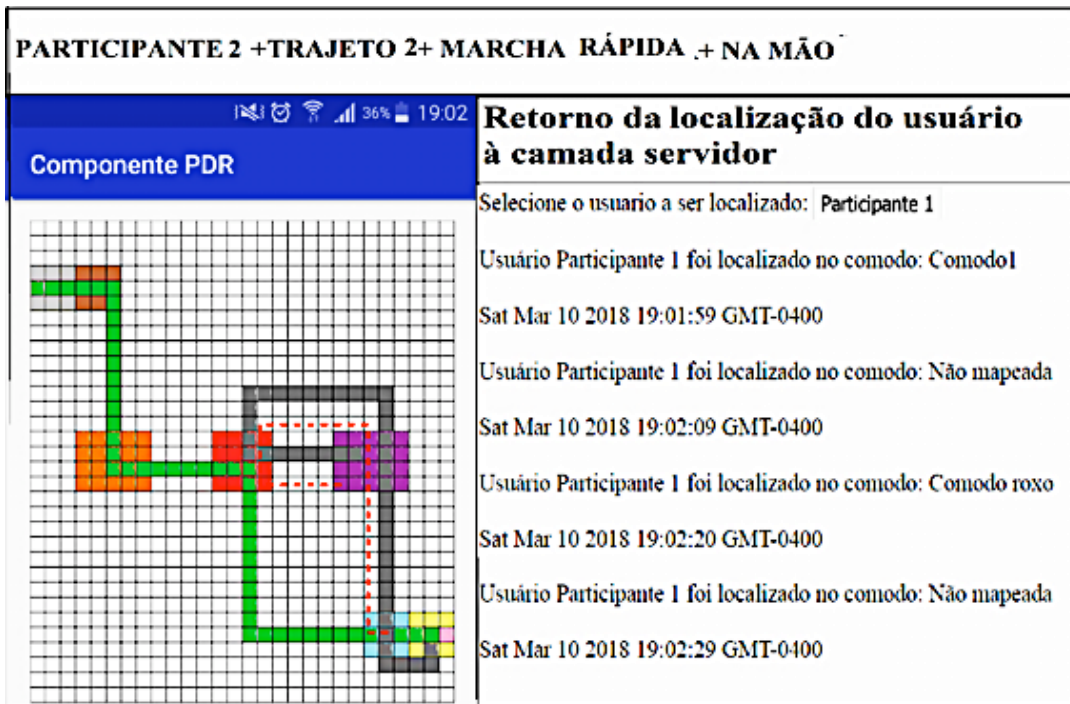 PARTICIPANTE 2 +TRAJETO 2+ MARCHA RÁPIDA .+ NA MÃO
36% 19:02
Componente PDR
Retorno da localização do usuário
à camada servidor
Selecione o usuario a ser localizado: Participante 1
Usuário Participante 1 foi localizado no comodo: Comodo1
Sat Mar 10 2018 19:01:59 GMT-0400
Usuário Participante 1 foi localizado no comodo: Não mapeada
Sat Mar 10 2018 19:02:09 GMT-0400
Usuário Participante 1 foi localizado no comodo: Comodo roxo
Sat Mar 10 2018 19:02:20 GMT-0400
Usuário Participante 1 foi localizado no comodo: Não mapeada
Sat Mar 10 2018 19:02:29 GMT-0400